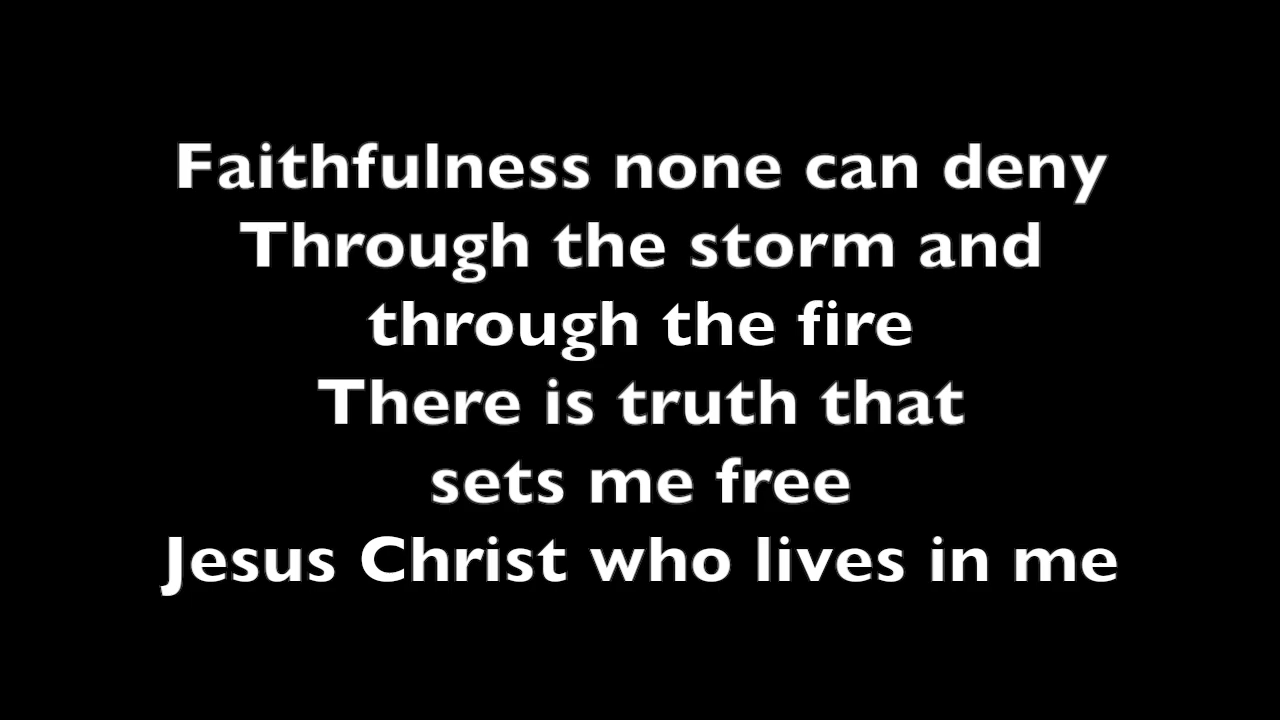 Faithfulness none can deny
Through the storm and
through the fire
There is truth that
sets me free
Jesus Christ who lives in me